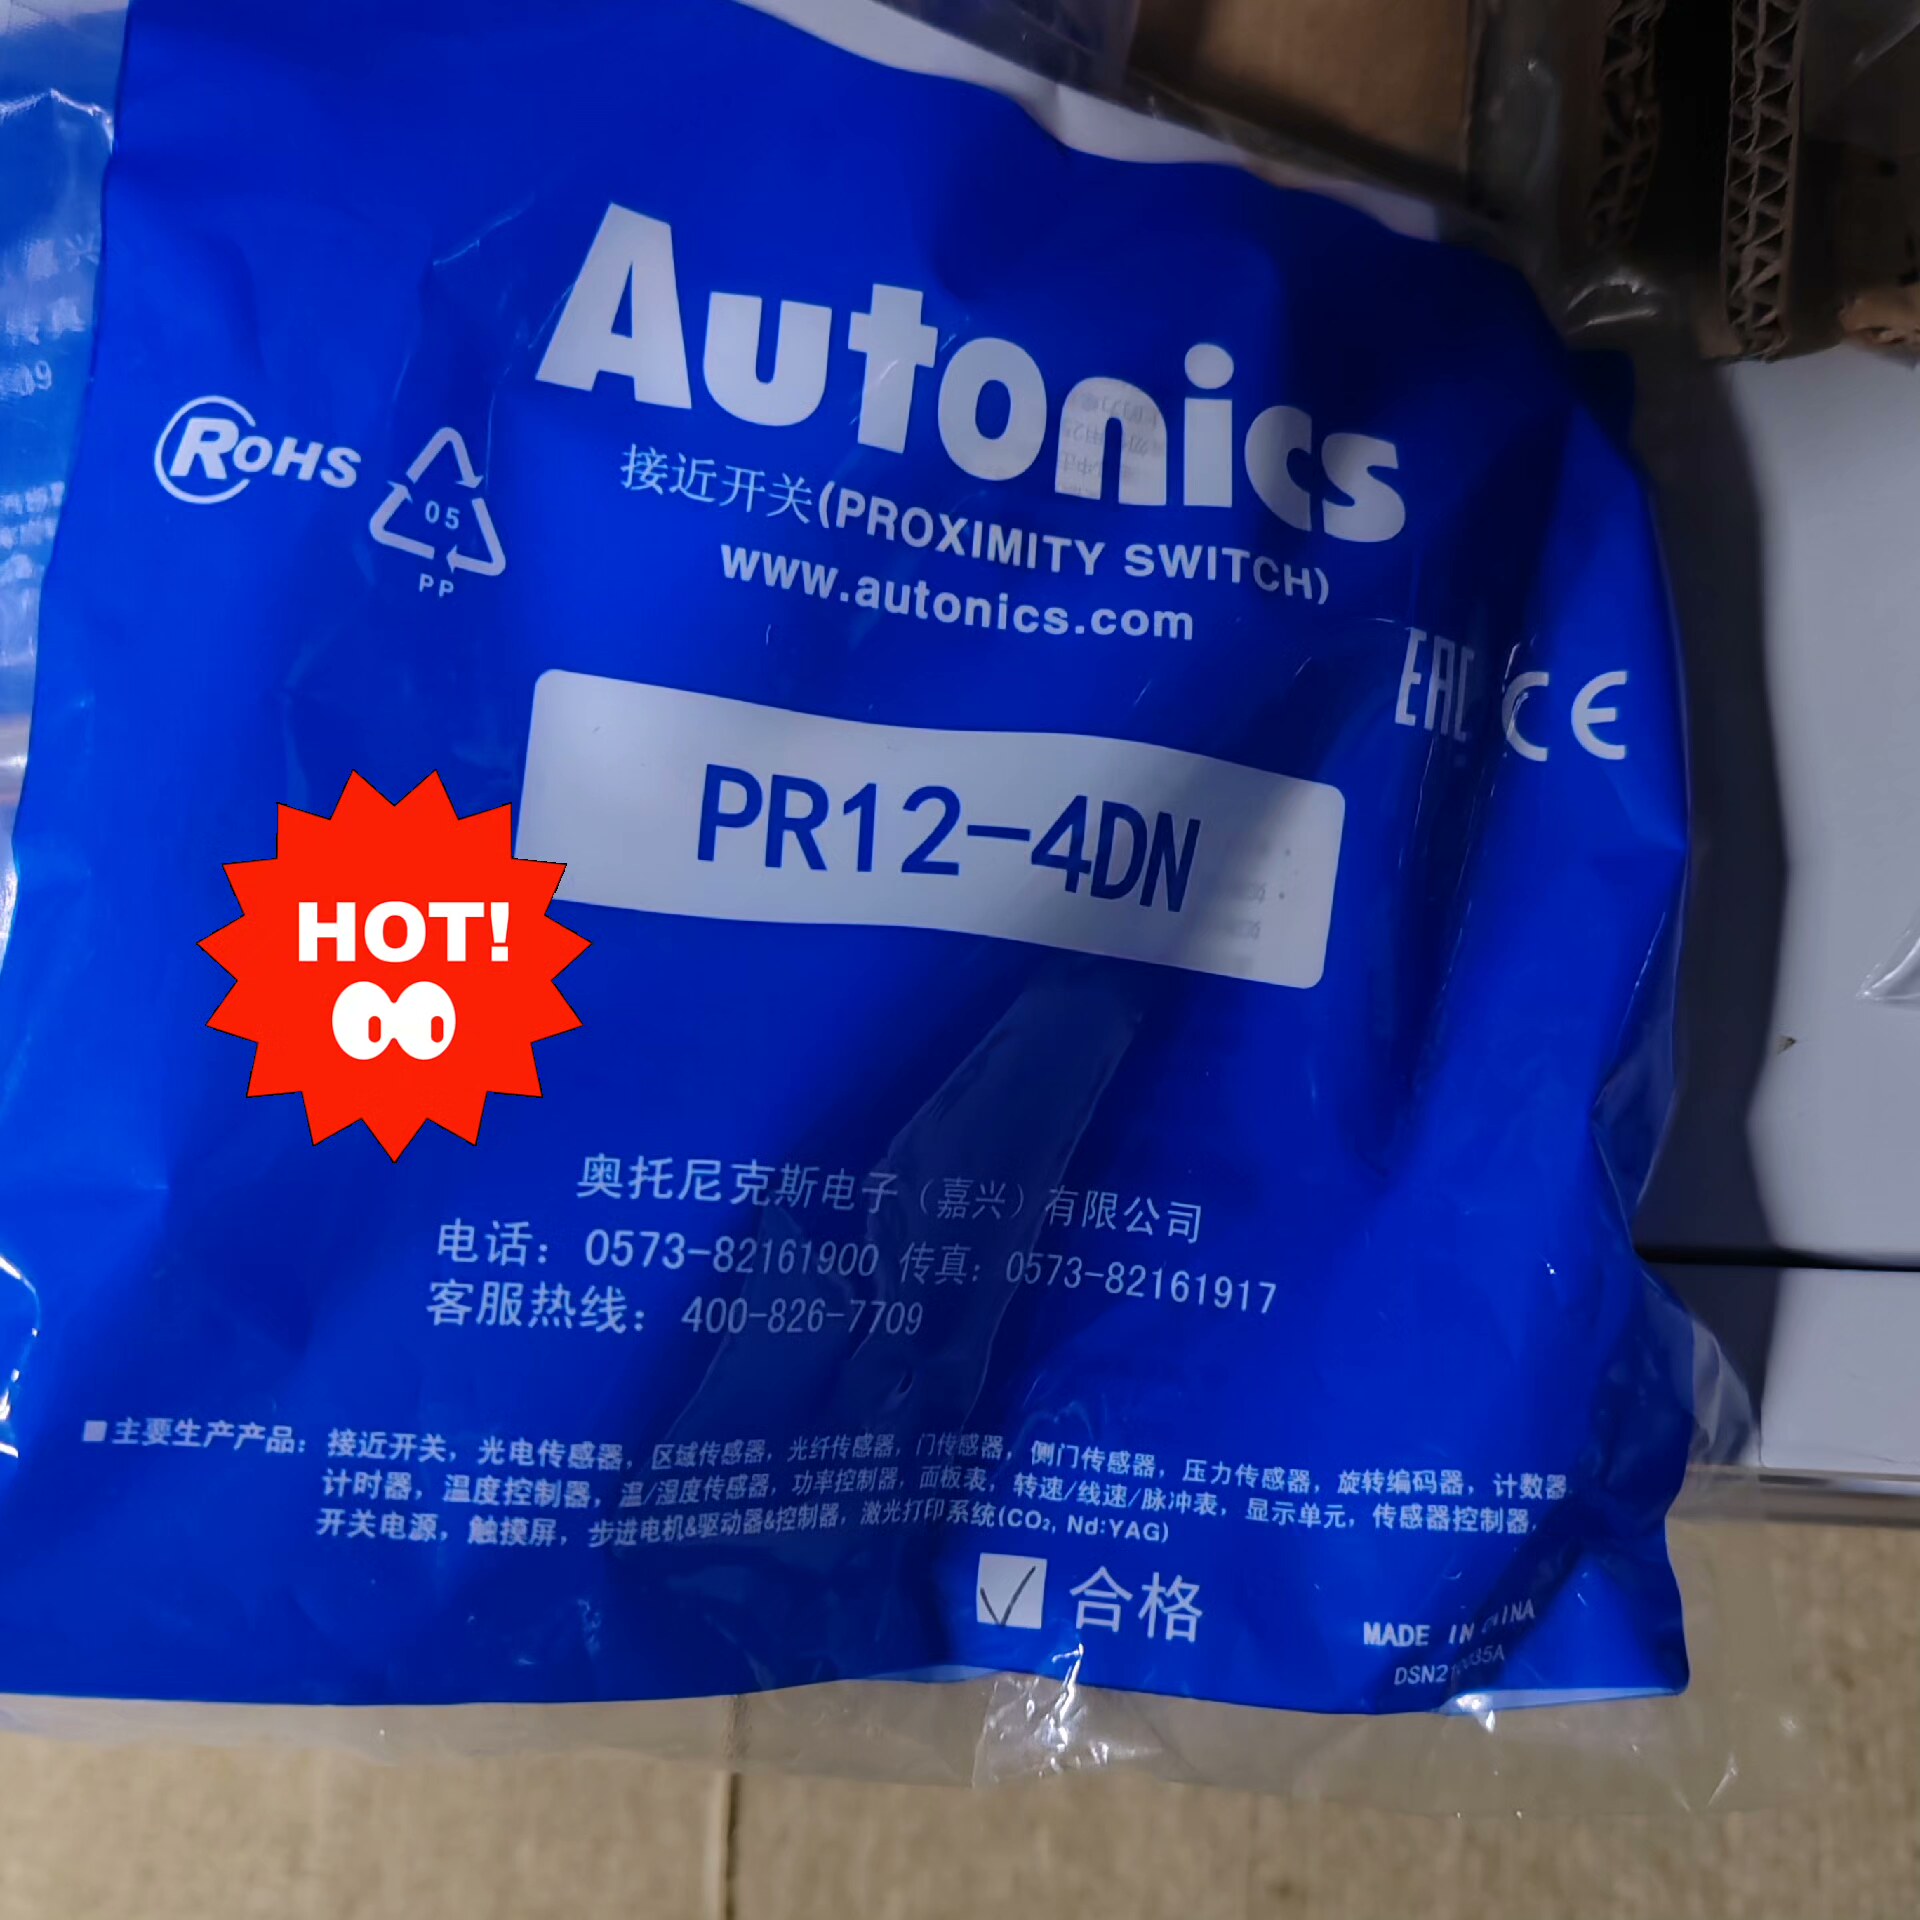 Autonics
接近开关(PROXIMITY SWITCH)
www.autonics.com
RoHS
05
PP
EAC CE
PR12-4DN
HOT!
奥托尼克斯电子（嘉兴）有限公司
电话：0573-82161900 传真：0573-82161917
客服热线：400-826-7709
■主要生产产品：接近开关，光电传感器，区域传感器，光纤传感器，门传感器，侧门传感器，压力传感器，旋转编码器，计数器，
计时器，温度控制器，温/湿度传感器，功率控制器，面板表，转速/线速/脉冲表，显示单元，传感器控制器，
开关电源，触摸屏，步进电机&驱动器&控制器，激光打印系统(CO₂, Nd:YAG)
合格
MADE IN CHINA
09